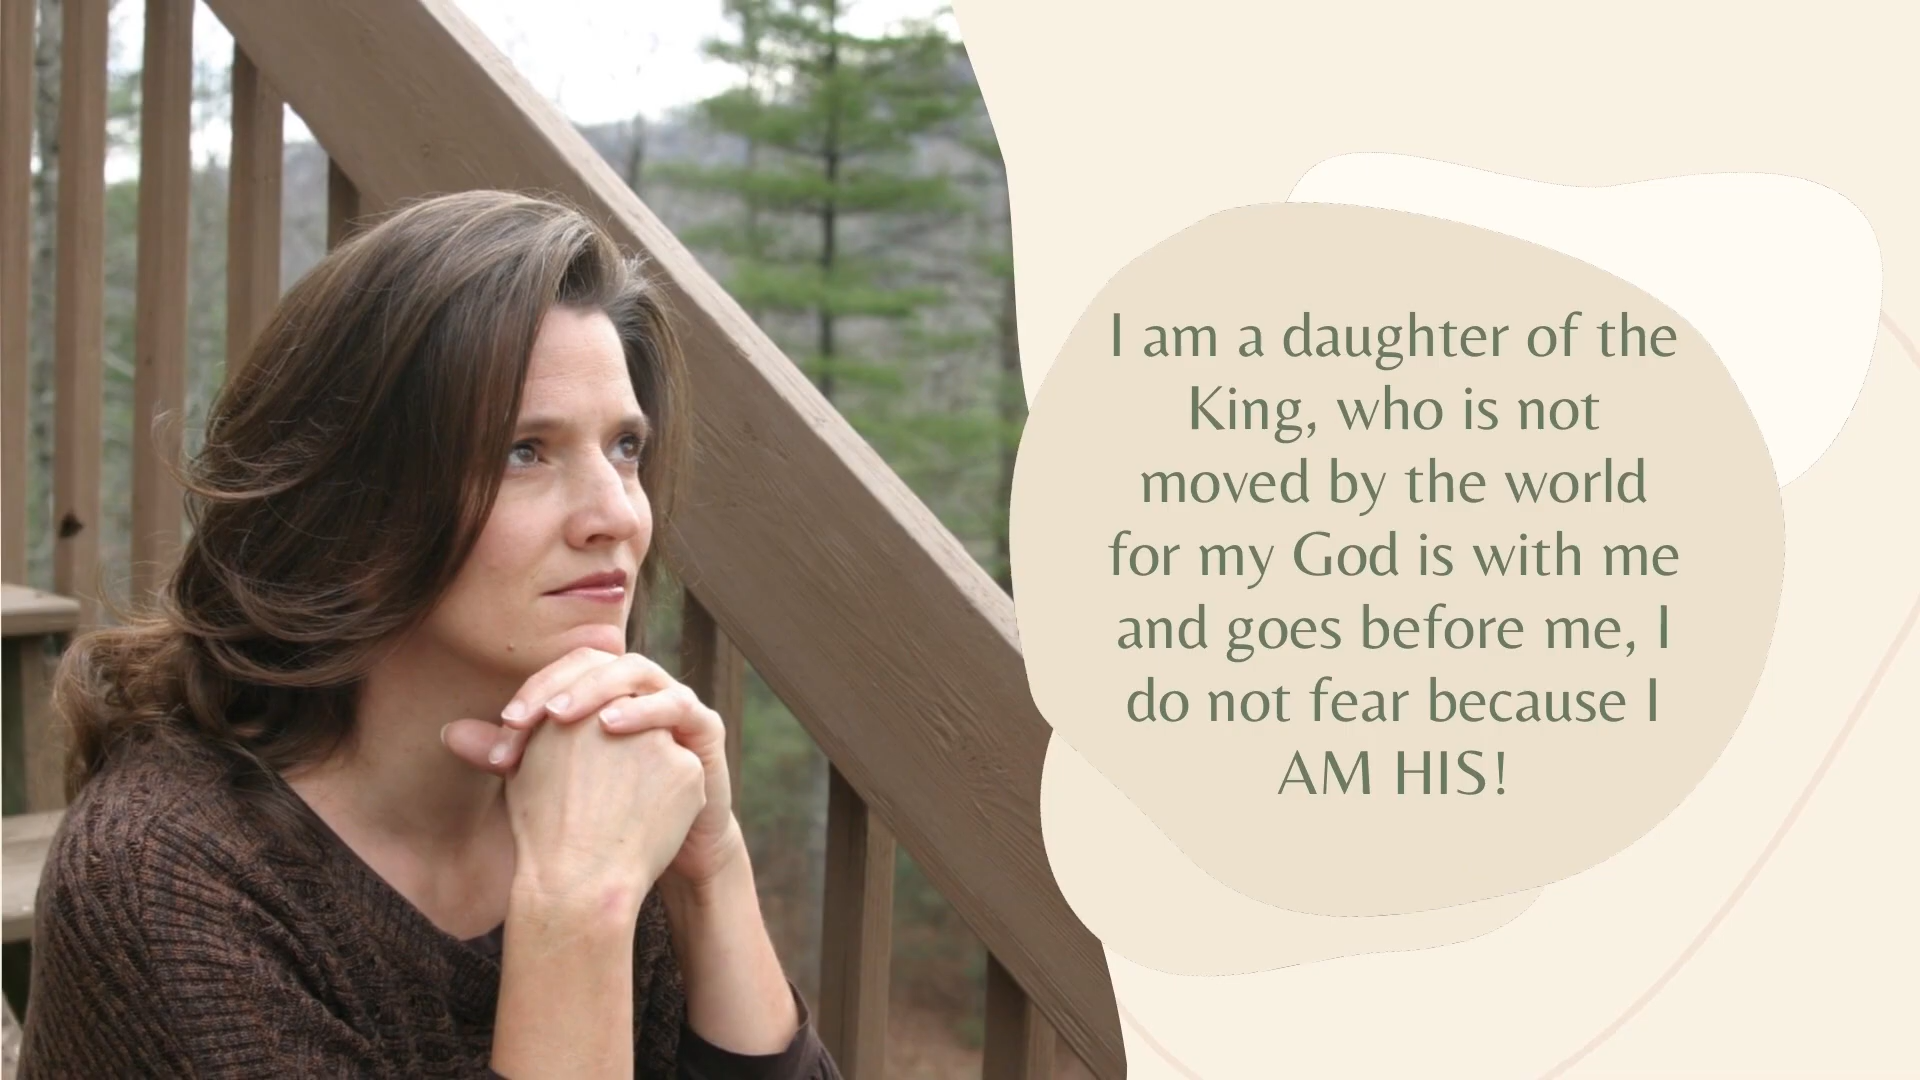 I am a daughter of the
King, who is not
moved by the world
for my God is with me
and goes before me, I
do not fear because I
AM HIS!